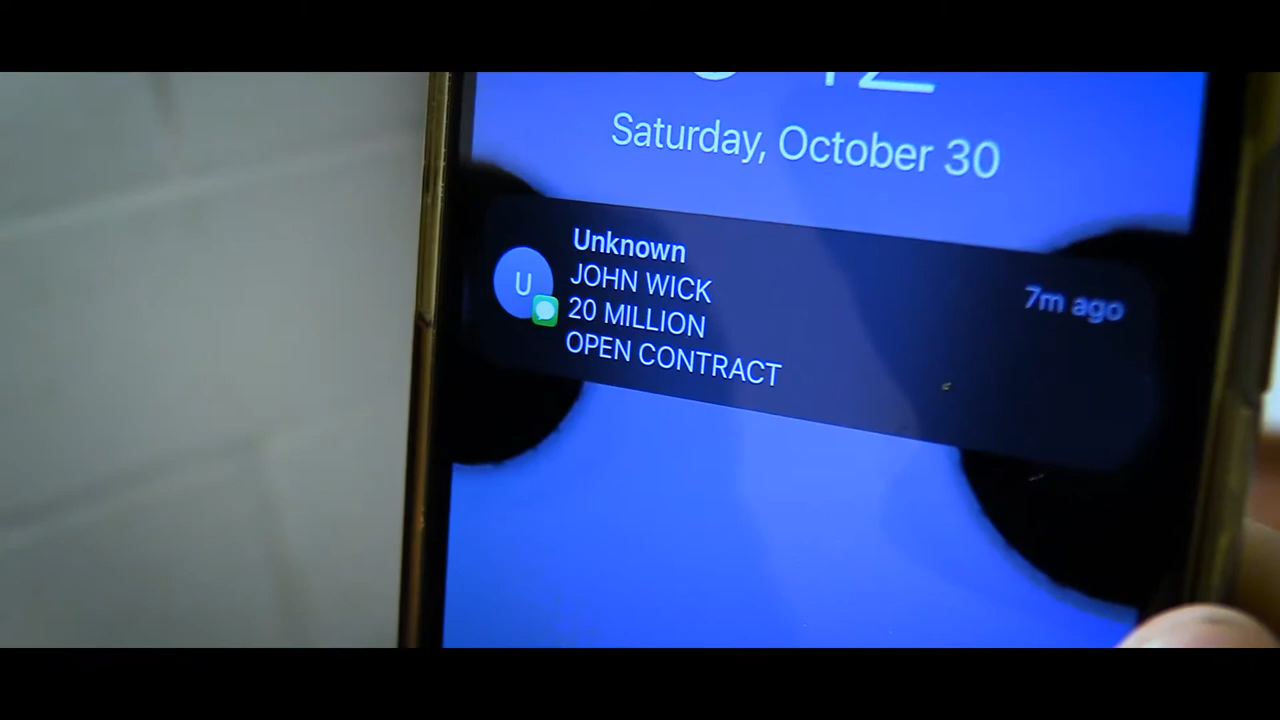 Saturday, October 30
Unknown
7m ago
U
JOHN WICK
20 MILLION
OPEN CONTRACT